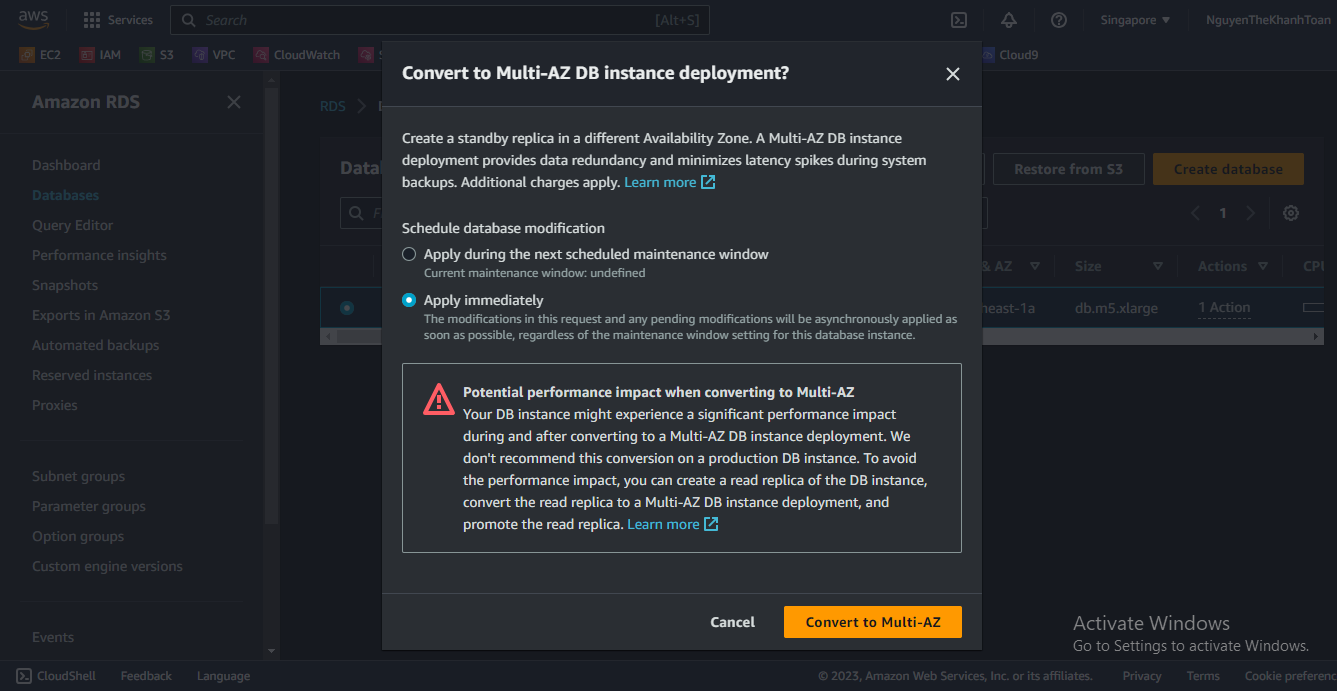 aws
Services
Search
[Alt+S]
Singapore
NguyenTheKhanhToan
EC2
IAM
S3
VPC
CloudWatch
Cloud9
Amazon RDS
Dashboard
Databases
Query Editor
Performance insights
Snapshots
Exports in Amazon S3
Automated backups
Reserved instances
Proxies
Subnet groups
Parameter groups
Option groups
Custom engine versions
Events
RDS
Restore from S3
Create database
1
& AZ
Size
Actions
CPU
db.m5.xlarge
1 Action
Convert to Multi-AZ DB instance deployment?
Create a standby replica in a different Availability Zone. A Multi-AZ DB instance
deployment provides data redundancy and minimizes latency spikes during system
backups. Additional charges apply. Learn more
Schedule database modification
Apply during the next scheduled maintenance window
Current maintenance window: undefined
Apply immediately
The modifications in this request and any pending modifications will be asynchronously applied as
soon as possible, regardless of the maintenance window setting for this database instance.
Potential performance impact when converting to Multi-AZ
Your DB instance might experience a significant performance impact
during and after converting to a Multi-AZ DB instance deployment. We
don't recommend this conversion on a production DB instance. To avoid
the performance impact, you can create a read replica of the DB instance,
convert the read replica to a Multi-AZ DB instance deployment, and
promote the read replica. Learn more
Cancel
Convert to Multi-AZ
Activate Windows
Go to Settings to activate Windows.
CloudShell
Feedback
Language
© 2023, Amazon Web Services, Inc. or its affiliates.
Privacy
Terms
Cookie preferenc